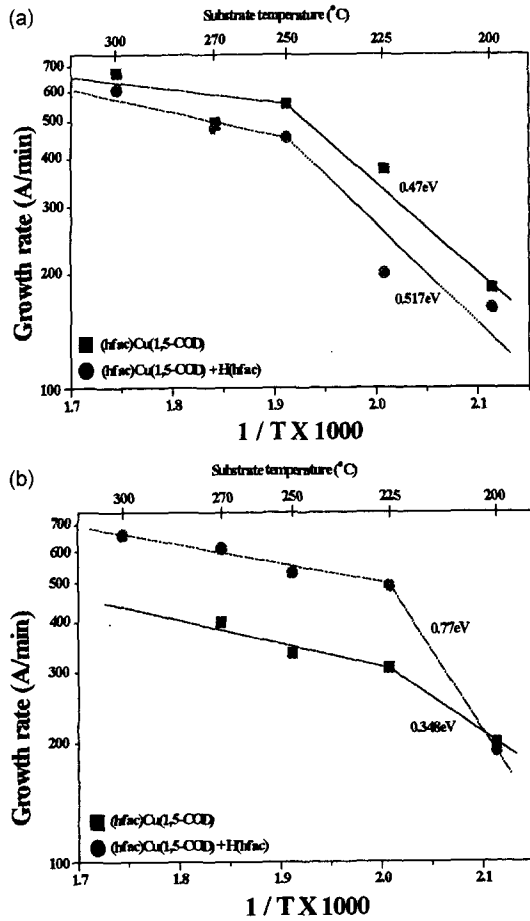 (a)
Substrate temperature (°C)
300 270 250 225 200
700
600
500
400
300
200
100
Growth rate (A/min)
0.47eV
0.517eV
(hfac)Cu(1,5-COD)
(hfac)Cu(1,5-COD) + H(hfac)
1.7 1.8 1.9 2.0 2.1
1 / T X 1000
(b)
Substrate temperature (°C)
300 270 250 225 200
700
600
500
400
300
200
100
Growth rate (A/min)
0.77eV
0.348eV
(hfac)Cu(1,5-COD)
(hfac)Cu(1,5-COD) + H(hfac)
1.7 1.8 1.9 2.0 2.1
1 / T X 1000